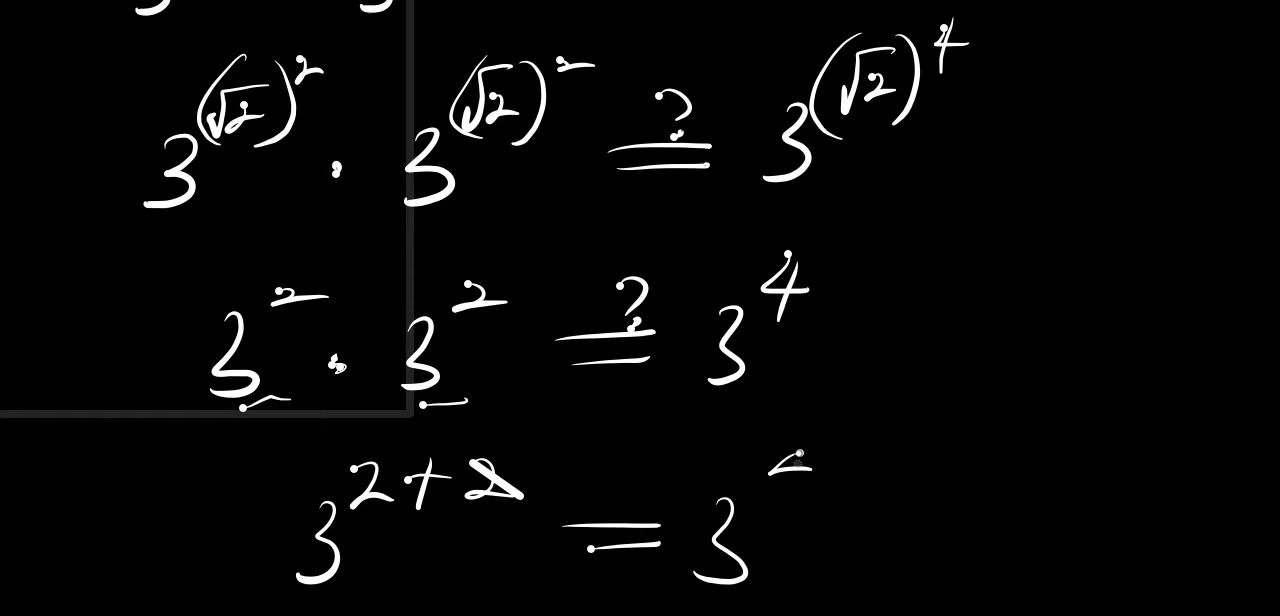 3^{(√2)^2} · 3^{(√2)^2} ≟ 3^{(√2)^4}
3^2 · 3^2 ≟ 3^4
3^{2+2} = 3